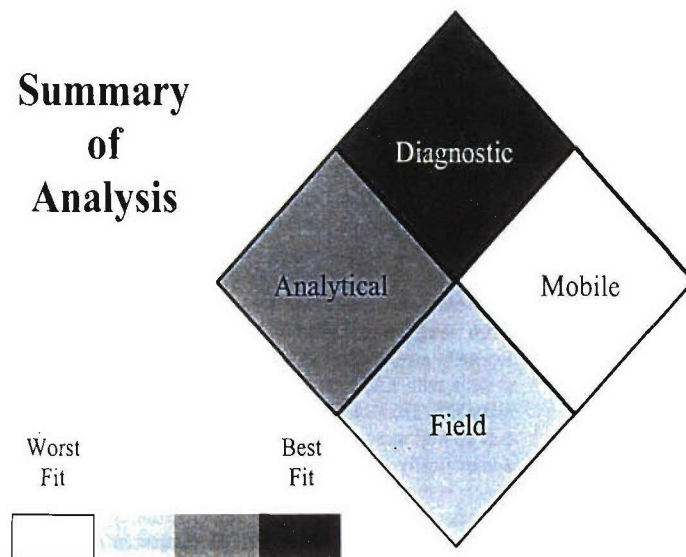 Summary
of
Analysis
Diagnostic
Analytical
Mobile
Field
Worst
Fit
Best
Fit